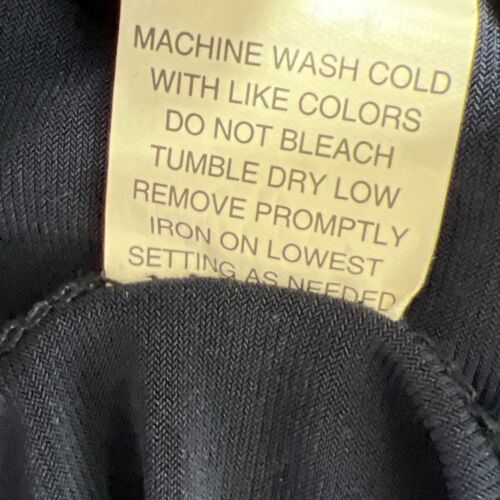 MACHINE WASH COLD
WITH LIKE COLORS
DO NOT BLEACH
TUMBLE DRY LOW
REMOVE PROMPTLY
IRON ON LOWEST
SETTING AS NEEDED